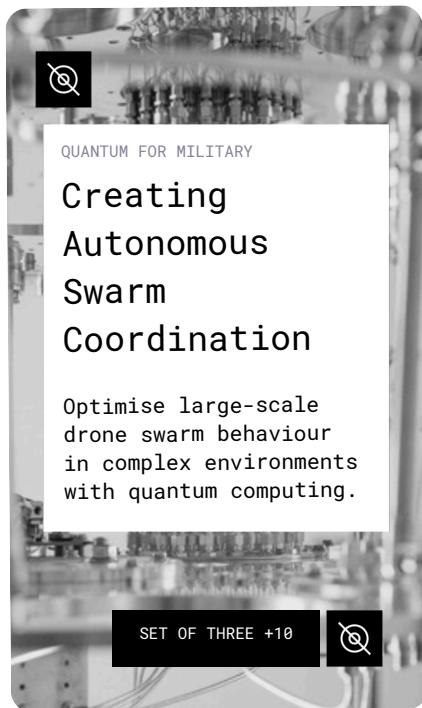 QUANTUM FOR MILITARY
Creating
Autonomous
Swarm
Coordination
Optimise large-scale
drone swarm behaviour
in complex environments
with quantum computing.
SET OF THREE +10